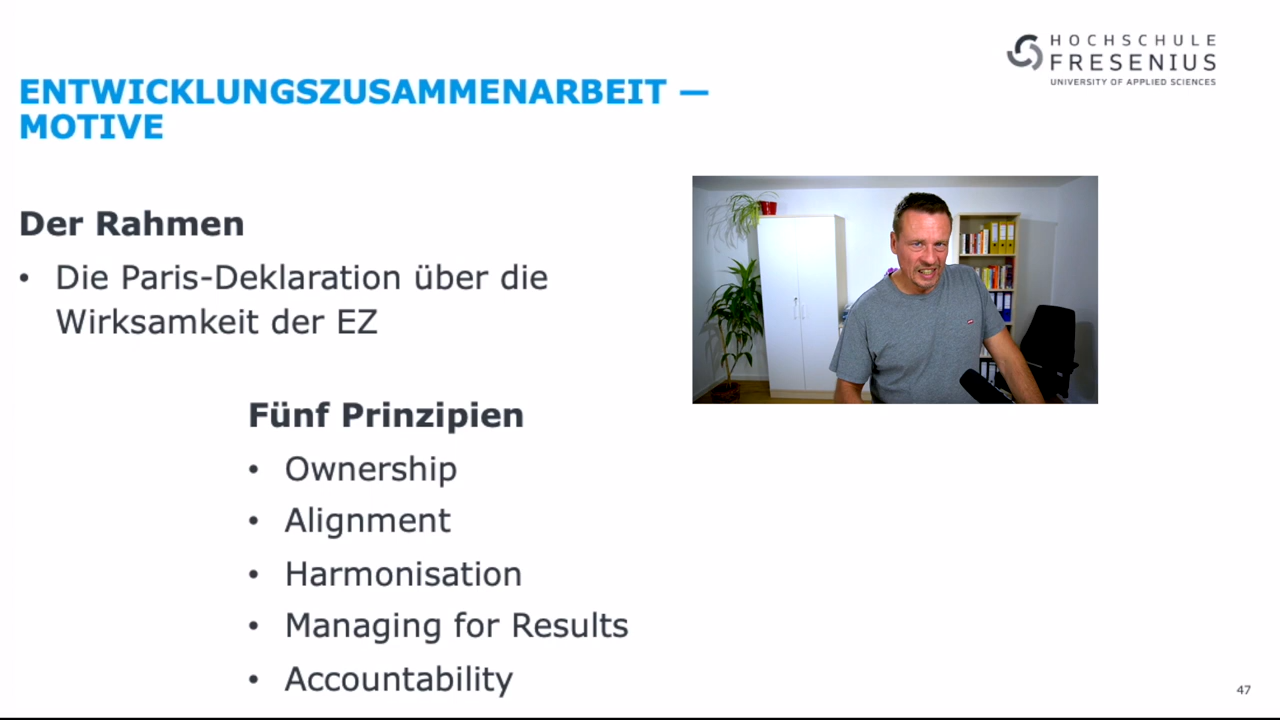 HOCHSCHULE
FRESENIUS
UNIVERSITY OF APPLIED SCIENCES
ENTWICKLUNGSZUSAMMENARBEIT —
MOTIVE
Der Rahmen
• Die Paris-Deklaration über die
Wirksamkeit der EZ
Fünf Prinzipien
• Ownership
• Alignment
• Harmonisation
• Managing for Results
• Accountability
47